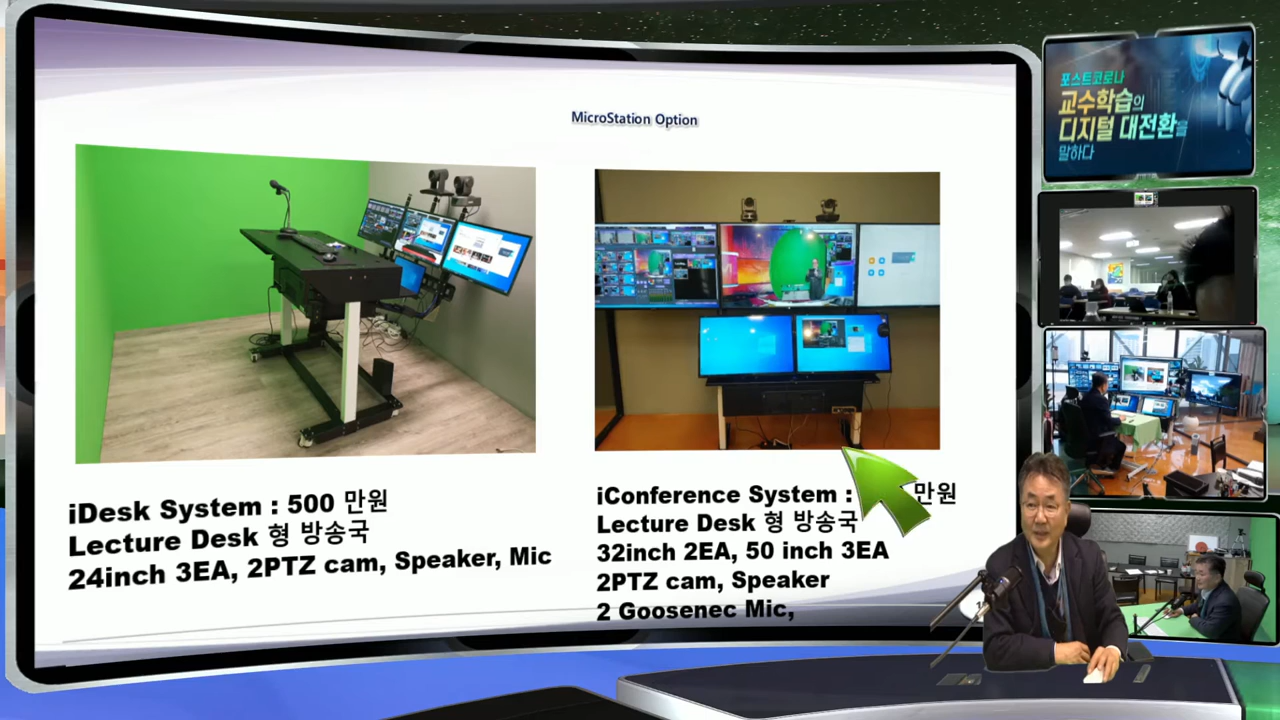 MicroStation Option
iDesk System : 500 만원
Lecture Desk 형 방송국
24inch 3EA, 2PTZ cam, Speaker, Mic
iConference System : 만원
Lecture Desk 형 방송국
32inch 2EA, 50 inch 3EA
2PTZ cam, Speaker
2 Goosenec Mic,
포스트코로나
교수학습의
디지털 대전환을
말하다